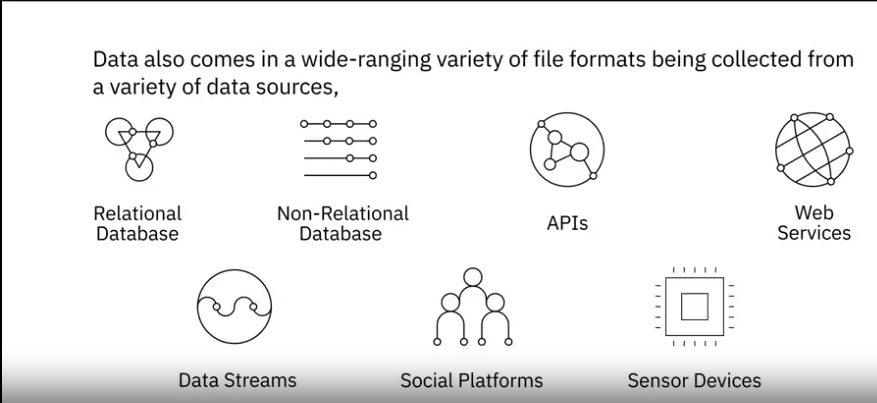 Data also comes in a wide-ranging variety of file formats being collected from
a variety of data sources,
Relational
Database
Non-Relational
Database
APIs
Web
Services
Data Streams
Social Platforms
Sensor Devices